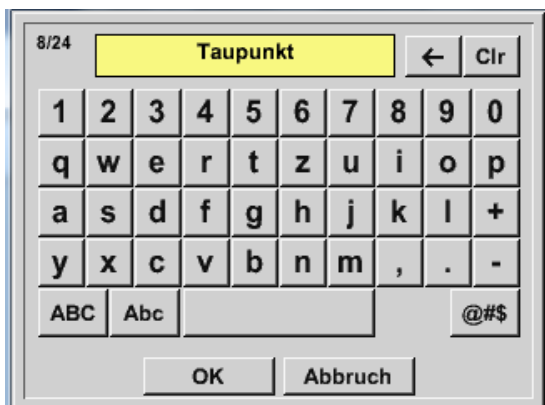 8/24 Taupunkt ← Clr
1 2 3 4 5 6 7 8 9 0
q w e r t z u i o p
a s d f g h j k l +
y x c v b n m , . -
ABC Abc @#$
OK Abbruch